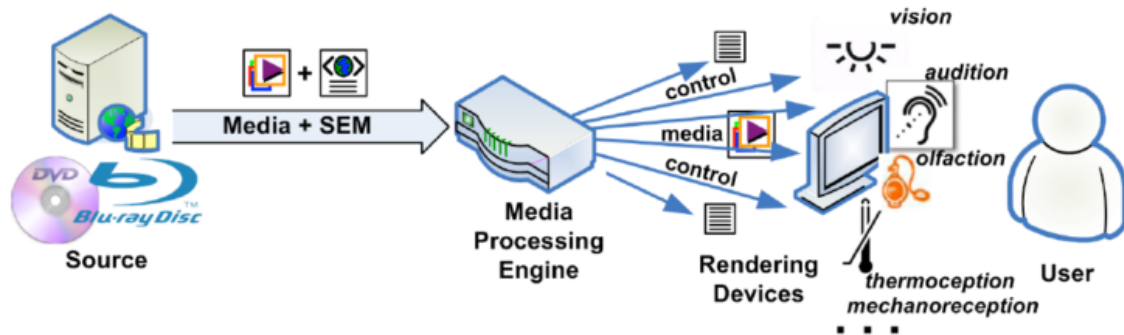 vision
control
audition
+
Media + SEM
media
olfaction
control
DVD
Blu-ray Disc
TM
Source
Media
Processing
Engine
Rendering
Devices
User
thermoception
mechanoreception
...